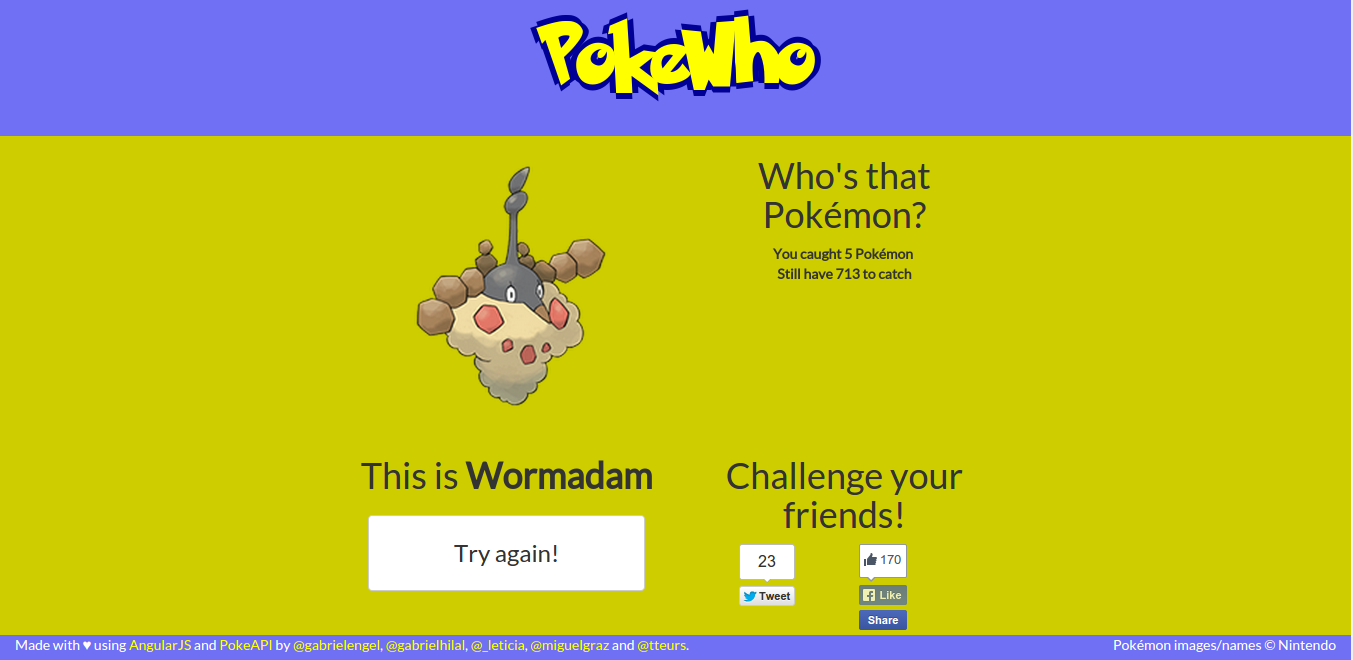 PokeWho
Who's that
Pokémon?
You caught 5 Pokémon
Still have 713 to catch
This is Wormadam
Try again!
Challenge your
friends!
23
170
Tweet
Like
Share
Made with ♥ using AngularJS and PokeAPI by @gabrielengel, @gabrielhilal, @_leticia, @miguelgraz and @tteurs.
Pokémon images/names © Nintendo